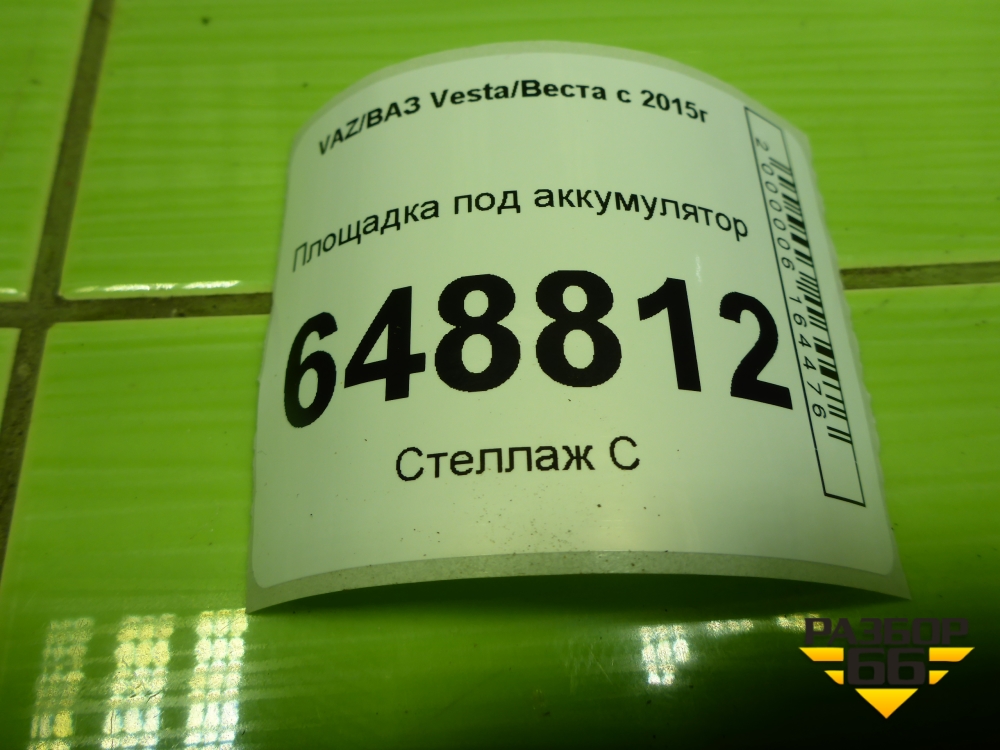 VAZ/ВАЗ Vesta/Веста с 2015г
Площадка под аккумулятор
648812
Стеллаж С
2000006164476
РАЗБОР
66